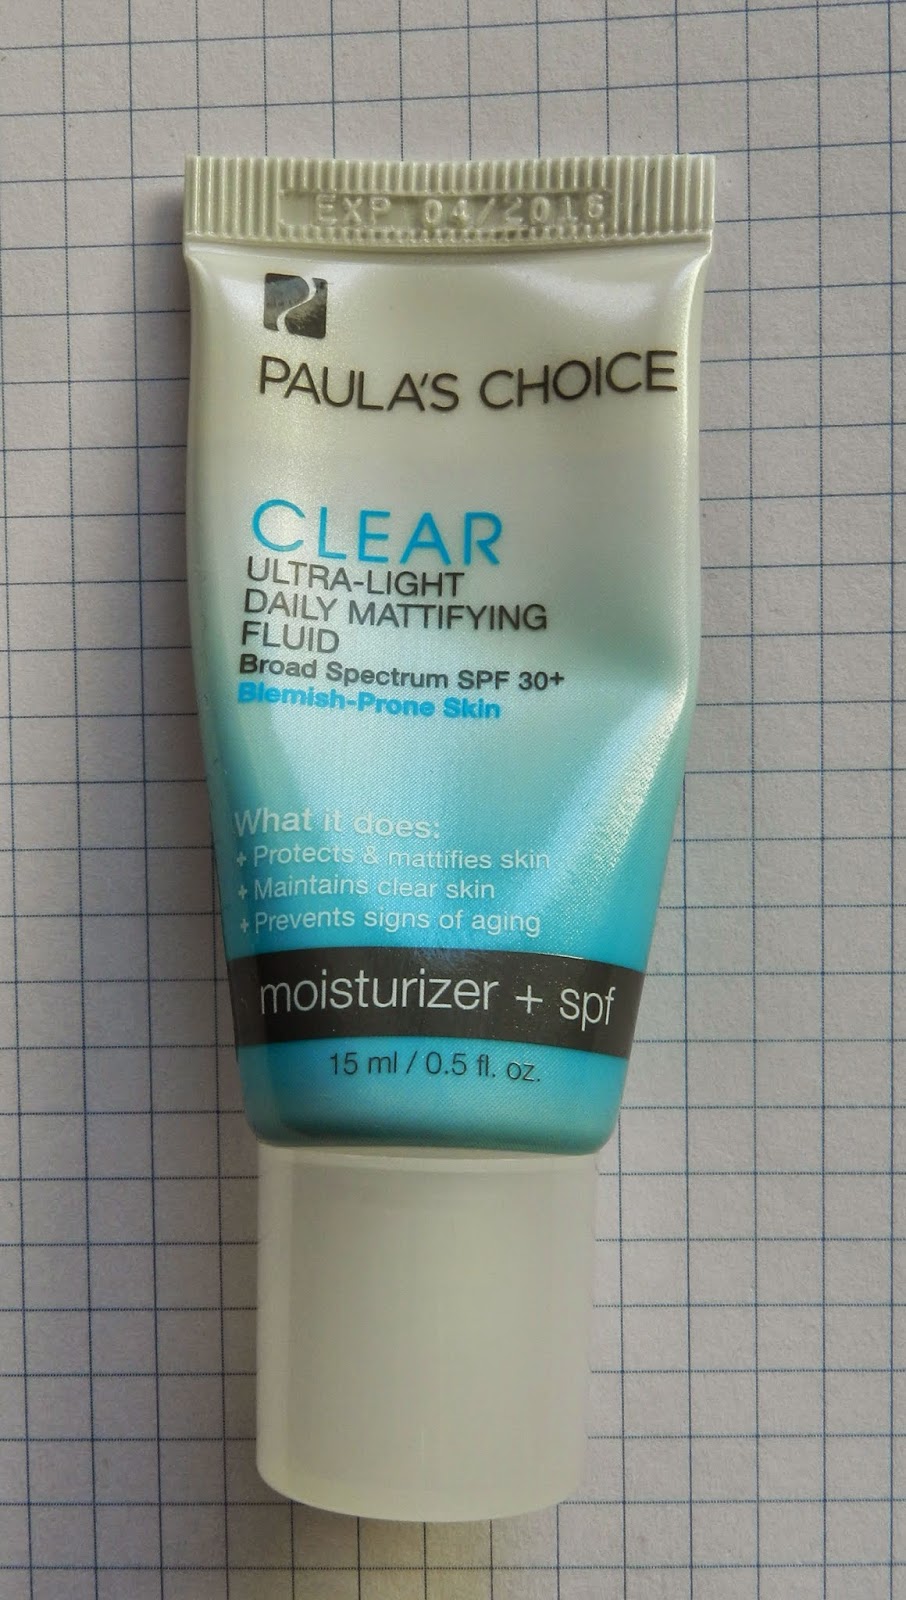 EXP 04/2016
PAULA'S CHOICE
CLEAR
ULTRA-LIGHT
DAILY MATTIFYING
FLUID
Broad Spectrum SPF 30+
Blemish-Prone Skin
What it does:
+ Protects & mattifies skin
+ Maintains clear skin
+ Prevents signs of aging
moisturizer + spf
15 ml / 0.5 fl. oz.